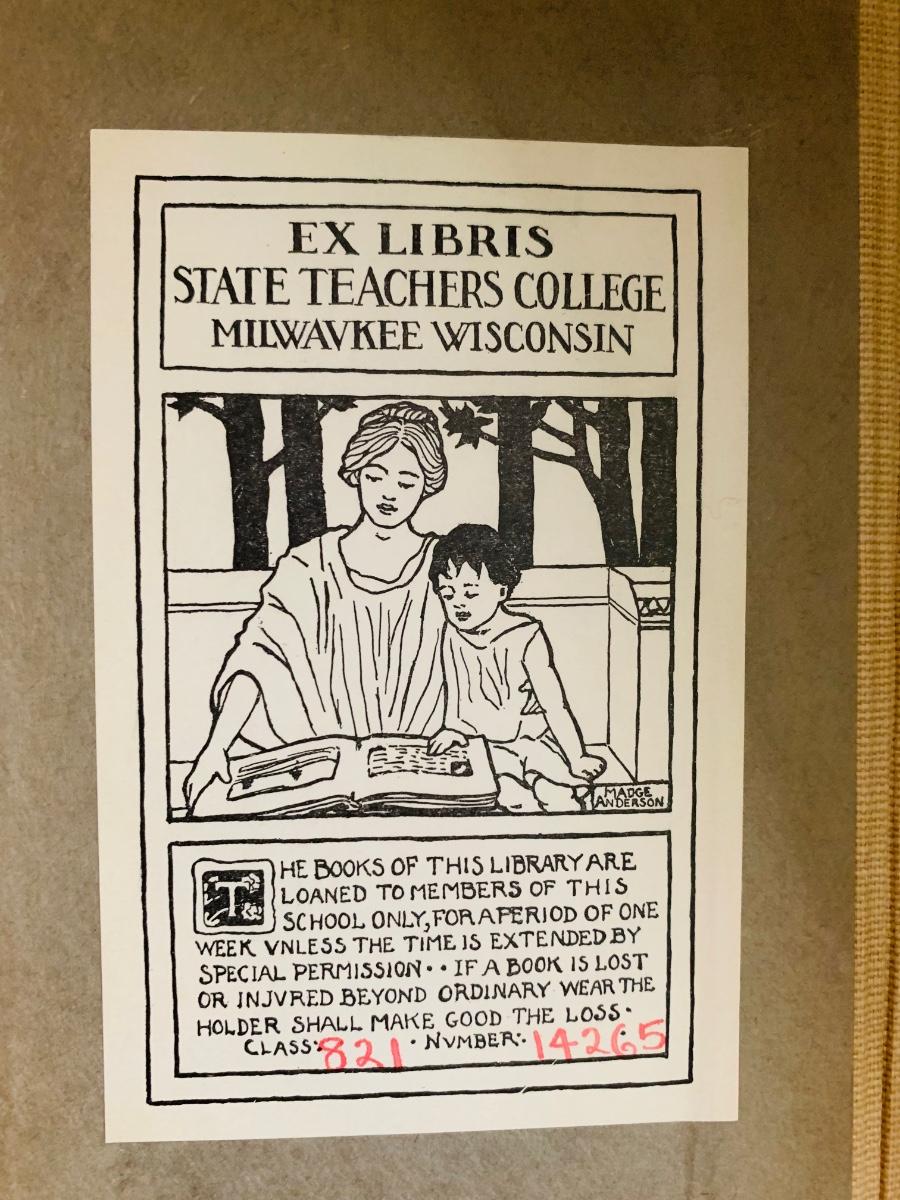 EX LIBRIS
STATE TEACHERS COLLEGE
MILWAVKEE WISCONSIN
MADGE
ANDERSON
THE BOOKS OF THIS LIBRARY ARE
LOANED TO MEMBERS OF THIS
SCHOOL ONLY, FOR A PERIOD OF ONE
WEEK VNLESS THE TIME IS EXTENDED BY
SPECIAL PERMISSION · · IF A BOOK IS LOST
OR INJVRED BEYOND ORDINARY WEAR THE
HOLDER SHALL MAKE GOOD THE LOSS ·
CLASS: 821 · NVMBER: 14265